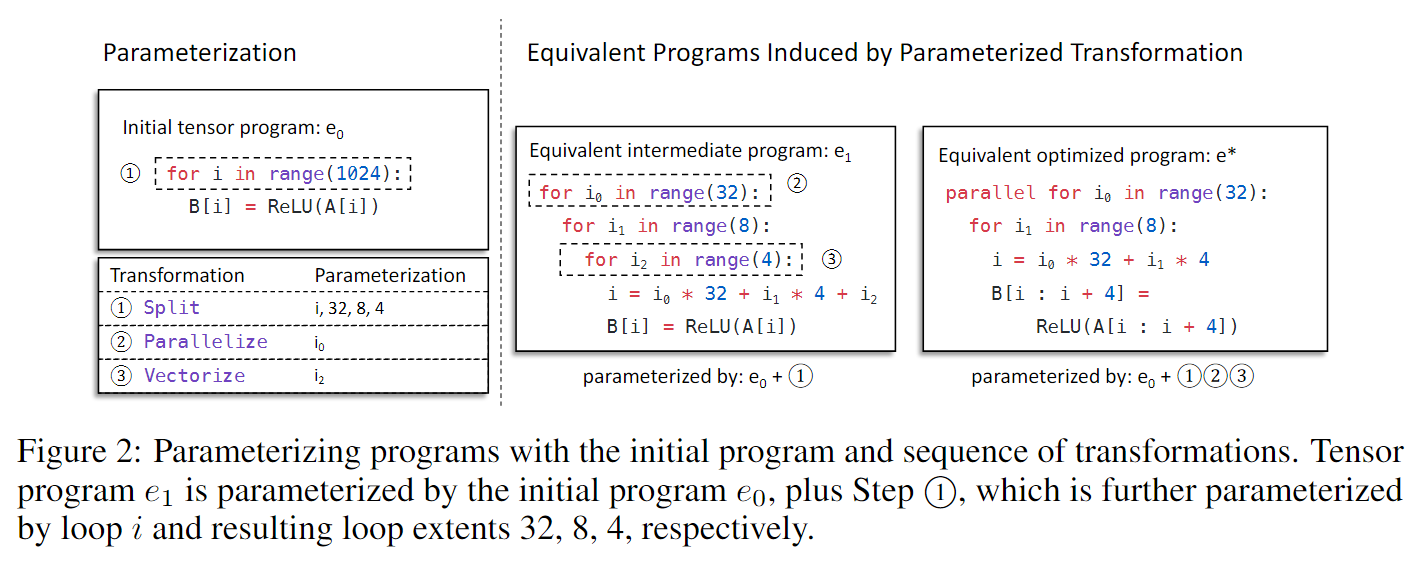 Parameterization
Initial tensor program: e₀
① for i in range(1024):
B[i] = ReLU(A[i])
Transformation Parameterization
① Split i, 32, 8, 4
② Parallelize i₀
③ Vectorize i₂
Equivalent Programs Induced by Parameterized Transformation
Equivalent intermediate program: e₁
for i₀ in range(32): ②
for i₁ in range(8):
for i₂ in range(4): ③
i = i₀ * 32 + i₁ * 4 + i₂
B[i] = ReLU(A[i])
parameterized by: e₀ + ①
Equivalent optimized program: e*
parallel for i₀ in range(32):
for i₁ in range(8):
i = i₀ * 32 + i₁ * 4
B[i : i + 4] =
ReLU(A[i : i + 4])
parameterized by: e₀ + ①②③
Figure 2: Parameterizing programs with the initial program and sequence of transformations. Tensor
program e₁ is parameterized by the initial program e₀, plus Step ①, which is further parameterized
by loop i and resulting loop extents 32, 8, 4, respectively.